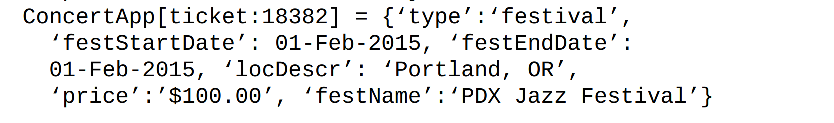 ConcertApp[ticket:18382] = {‘type’:‘festival’,
‘festStartDate’: 01-Feb-2015, ‘festEndDate’:
01-Feb-2015, ‘locDescr’: ‘Portland, OR’,
‘price’:’$100.00’, ‘festName’:‘PDX Jazz Festival’}